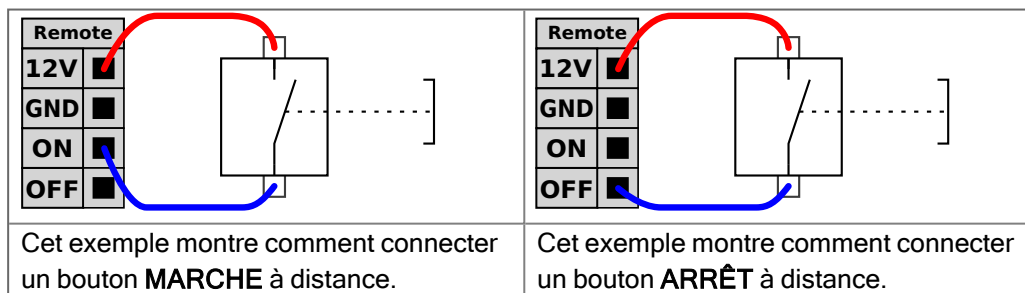 Remote
12V
GND
ON
OFF
Remote
12V
GND
ON
OFF
Cet exemple montre comment connecter
un bouton MARCHE à distance.
Cet exemple montre comment connecter
un bouton ARRÊT à distance.